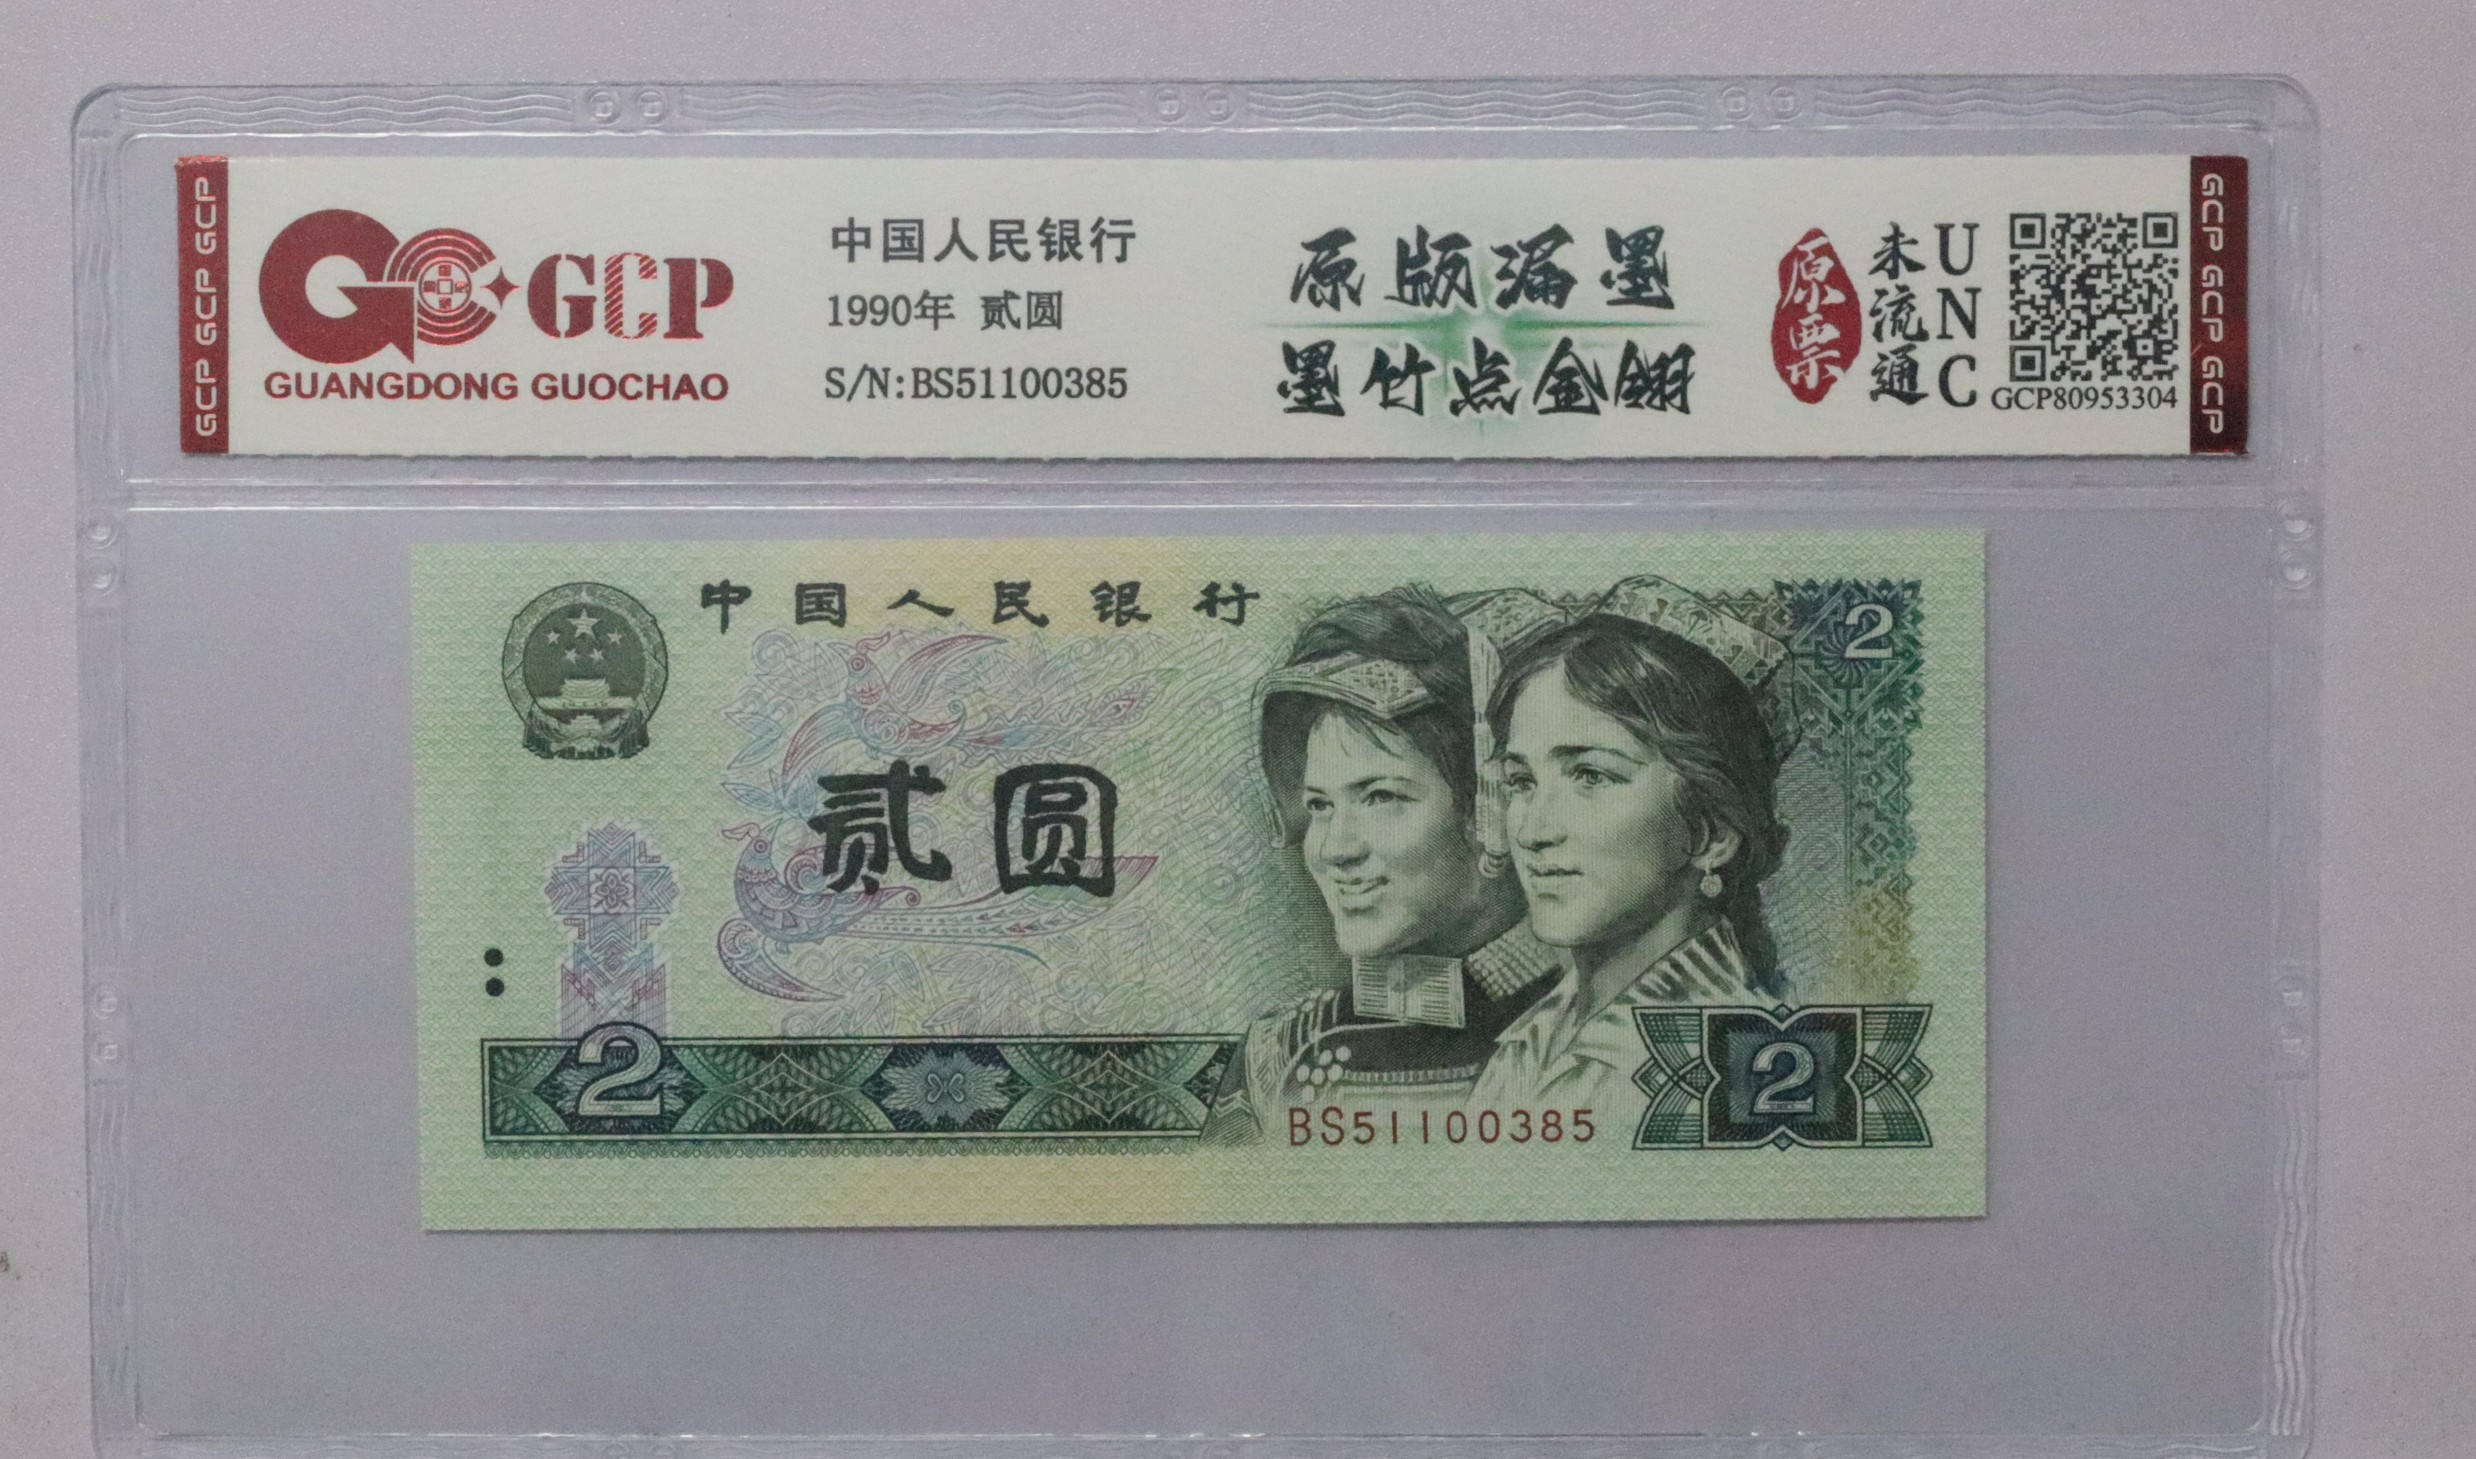 GCP GCP GCP
GCP
GUANGDONG GUOCHAO
中国人民银行
1990年 贰圆
S/N:BS51100385
原版漏墨
墨竹点金翎
原票
未流通
UNC
GCP80953304
GCP GCP GCP
中国人民银行
2
贰圆
2
BS51100385
2